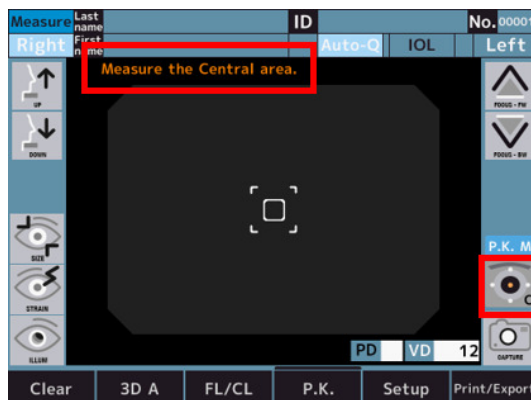 Measure Last name ID No. 00001
Right First name Auto-Q IOL Left
Measure the Central area.
UP
FOCUS - FW
DOWN
FOCUS - BW
P.K. M
SIZE
STRAIN
C
ILLUM
CAPTURE
PD VD 12
Clear 3D A FL/CL P.K. Setup Print/Export